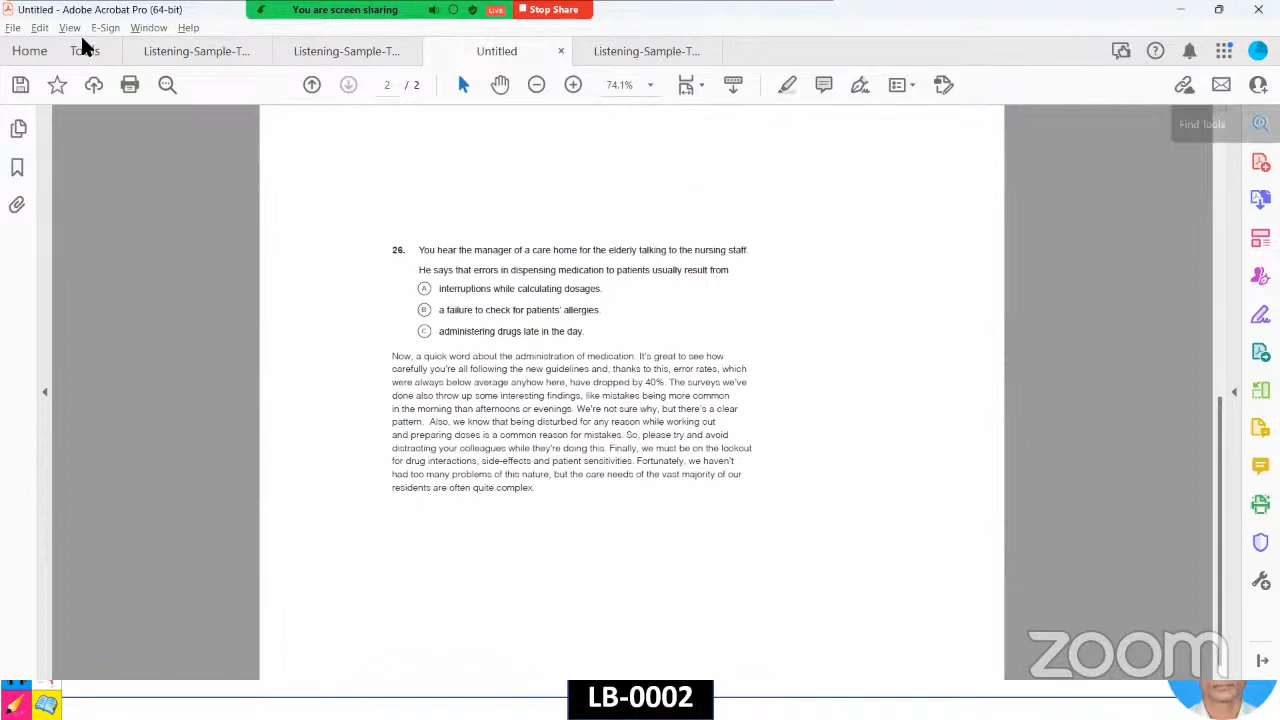 Untitled - Adobe Acrobat Pro (64-bit)
You are screen sharing LIVE Stop Share
File Edit View E-Sign Window Help
Home Tools Listening-Sample-T... Listening-Sample-T... Untitled × Listening-Sample-T...
2 / 2 74.1%
Find Tools
26. You hear the manager of a care home for the elderly talking to the nursing staff.
He says that errors in dispensing medication to patients usually result from
A interruptions while calculating dosages.
B a failure to check for patients' allergies.
C administering drugs late in the day.
Now, a quick word about the administration of medication. It's great to see how
carefully you're all following the new guidelines and, thanks to this, error rates, which
were always below average anyhow here, have dropped by 40%. The surveys we've
done also throw up some interesting findings, like mistakes being more common
in the morning than afternoons or evenings. We're not sure why, but there's a clear
pattern. Also, we know that being disturbed for any reason while working out
and preparing doses is a common reason for mistakes. So, please try and avoid
distracting your colleagues while they're doing this. Finally, we must be on the lookout
for drug interactions, side-effects and patient sensitivities. Fortunately, we haven't
had too many problems of this nature, but the care needs of the vast majority of our
residents are often quite complex.
zoom
LB-0002